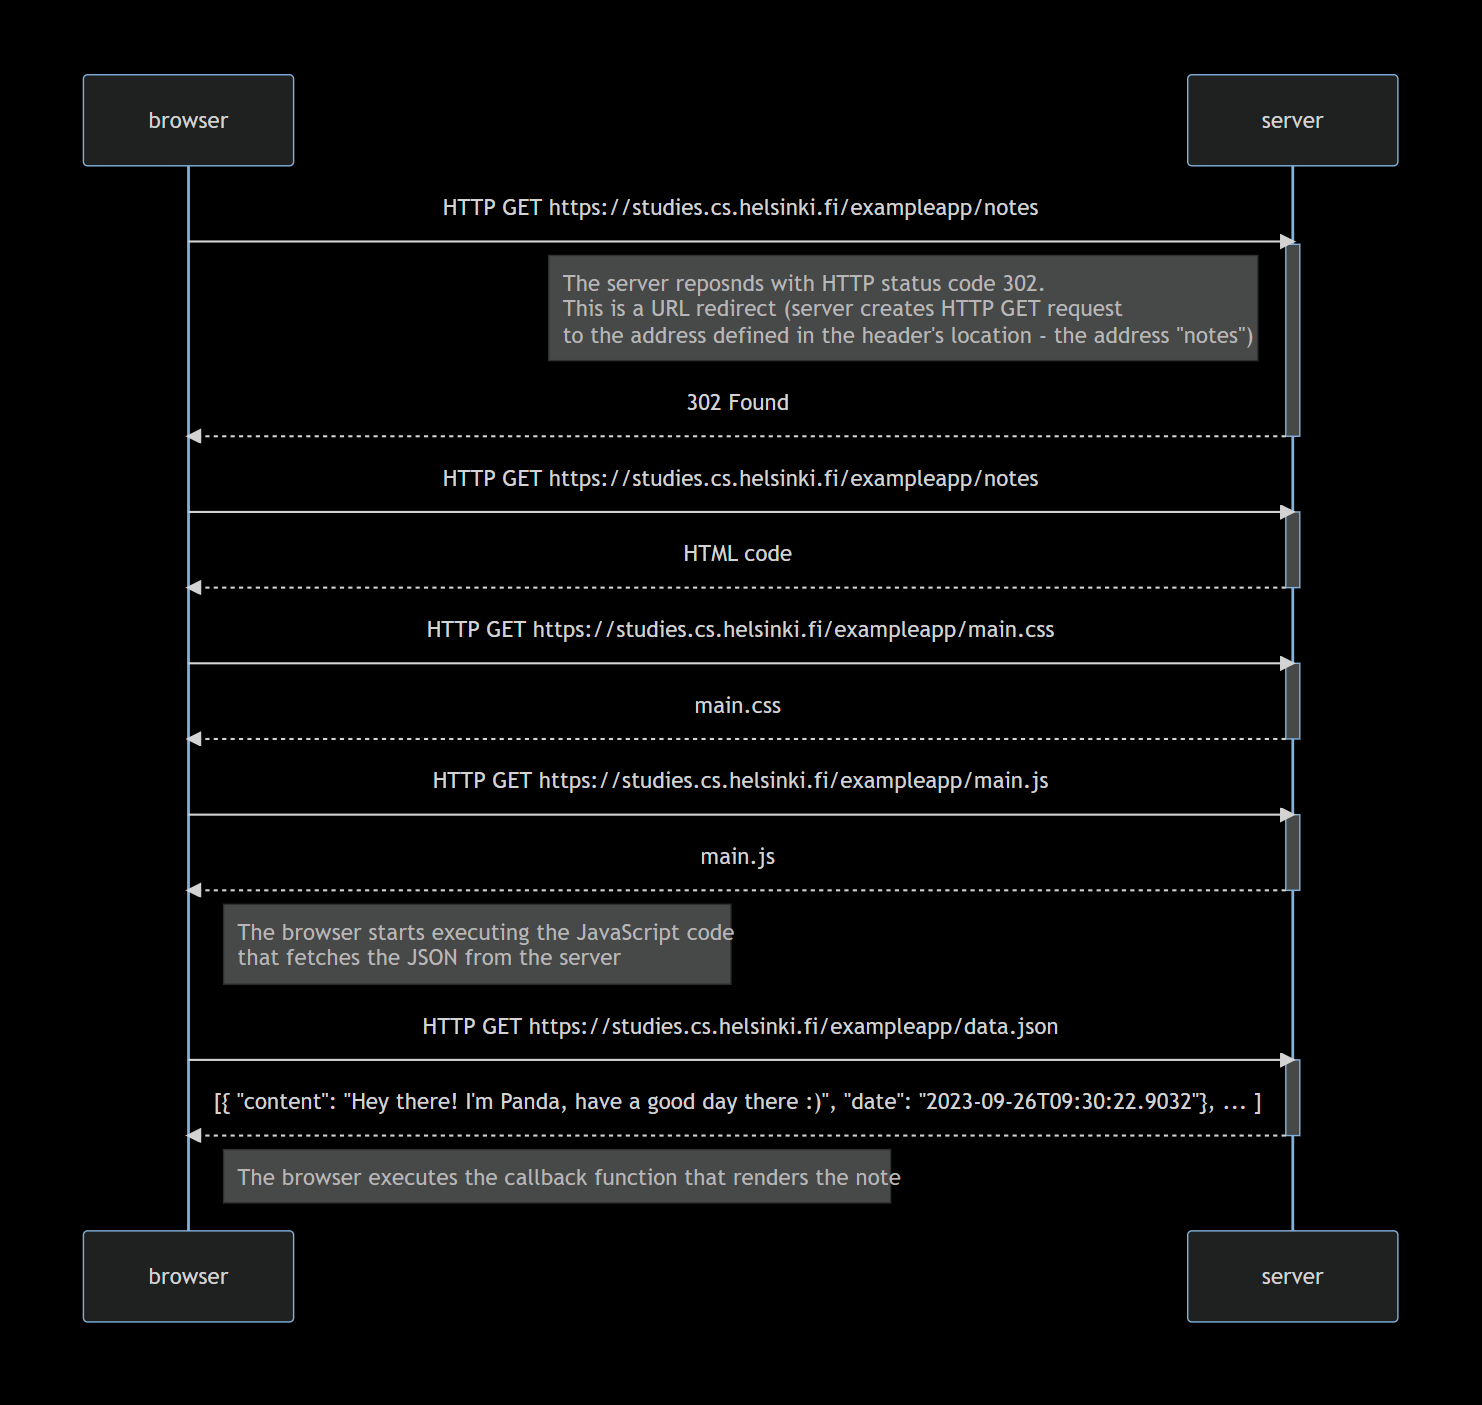 browser
server
HTTP GET https://studies.cs.helsinki.fi/exampleapp/notes
The server reposnds with HTTP status code 302.
This is a URL redirect (server creates HTTP GET request
to the address defined in the header's location - the address "notes")
302 Found
HTTP GET https://studies.cs.helsinki.fi/exampleapp/notes
HTML code
HTTP GET https://studies.cs.helsinki.fi/exampleapp/main.css
main.css
HTTP GET https://studies.cs.helsinki.fi/exampleapp/main.js
main.js
The browser starts executing the JavaScript code
that fetches the JSON from the server
HTTP GET https://studies.cs.helsinki.fi/exampleapp/data.json
[{ "content": "Hey there! I'm Panda, have a good day there :)", "date": "2023-09-26T09:30:22.9032"}, ... ]
The browser executes the callback function that renders the note
browser
server